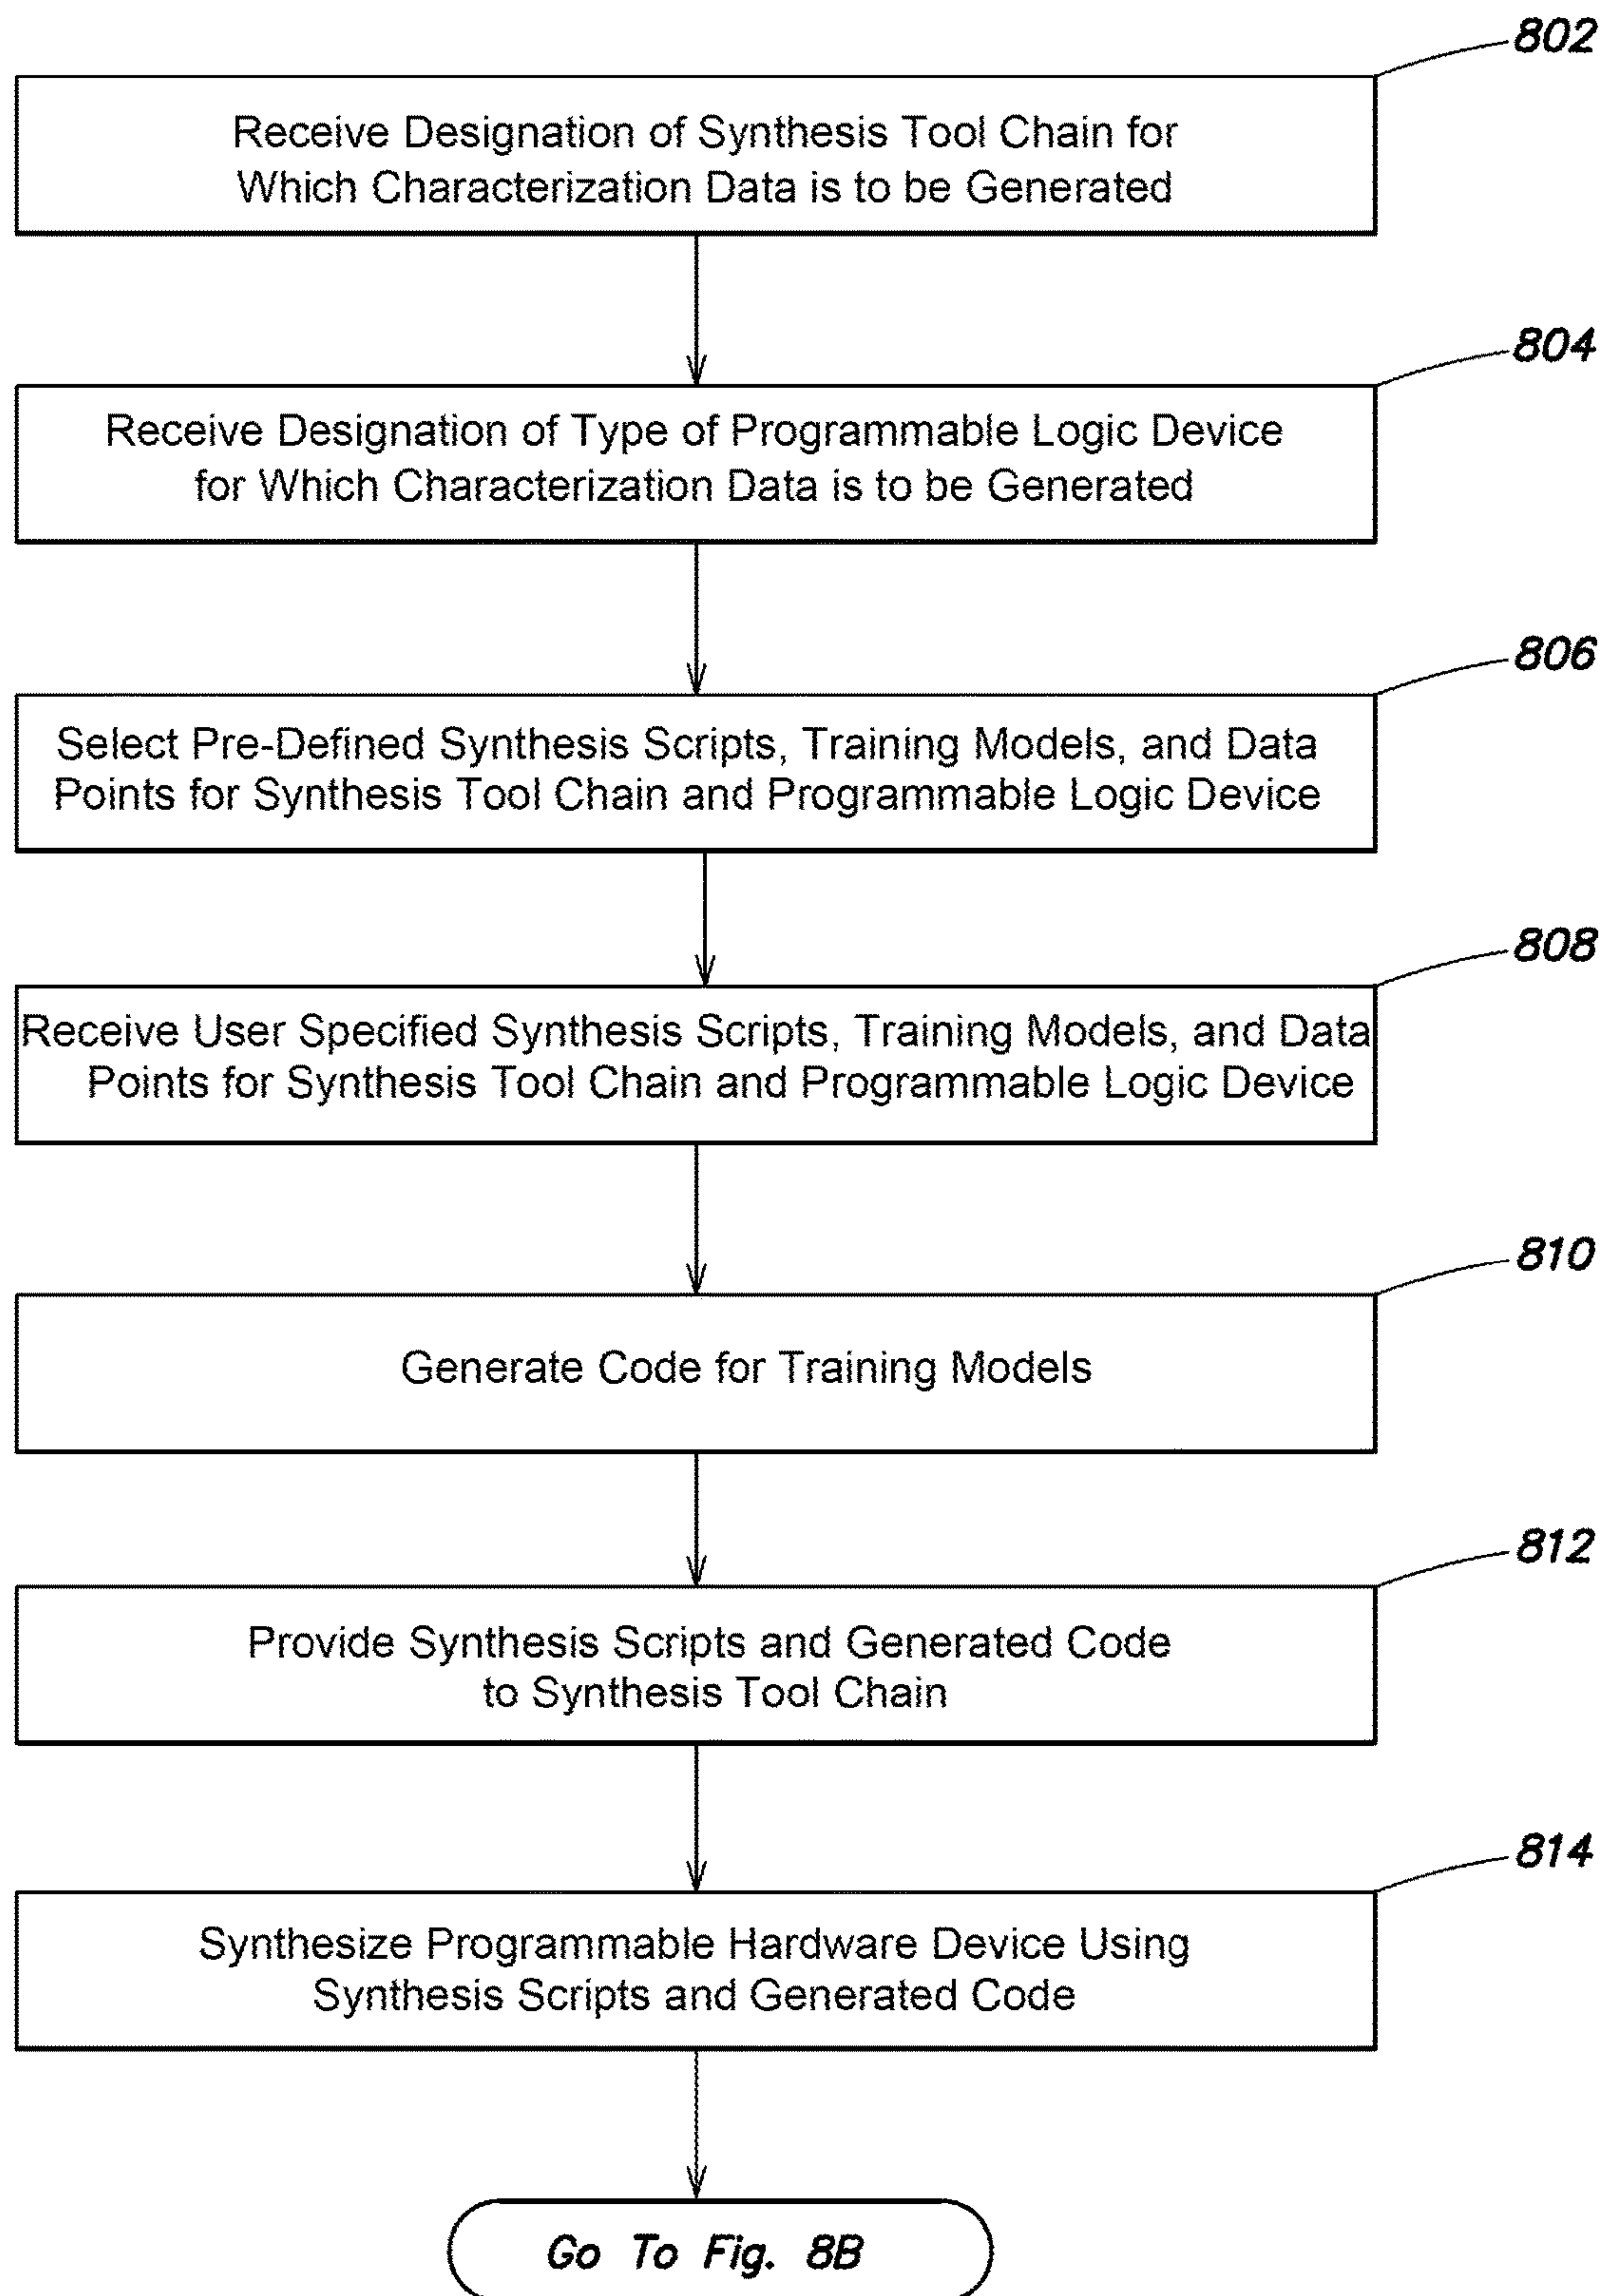 802
Receive Designation of Synthesis Tool Chain for
Which Characterization Data is to be Generated
804
Receive Designation of Type of Programmable Logic Device
for Which Characterization Data is to be Generated
806
Select Pre-Defined Synthesis Scripts, Training Models, and Data
Points for Synthesis Tool Chain and Programmable Logic Device
808
Receive User Specified Synthesis Scripts, Training Models, and Data
Points for Synthesis Tool Chain and Programmable Logic Device
810
Generate Code for Training Models
812
Provide Synthesis Scripts and Generated Code
to Synthesis Tool Chain
814
Synthesize Programmable Hardware Device Using
Synthesis Scripts and Generated Code
Go To Fig. 8B